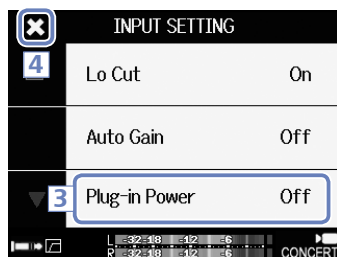 INPUT SETTING
4
Lo Cut On
Auto Gain Off
3 Plug-in Power Off
L -32-18 -12 -6
R -32-18 -12 -6 CONCERT